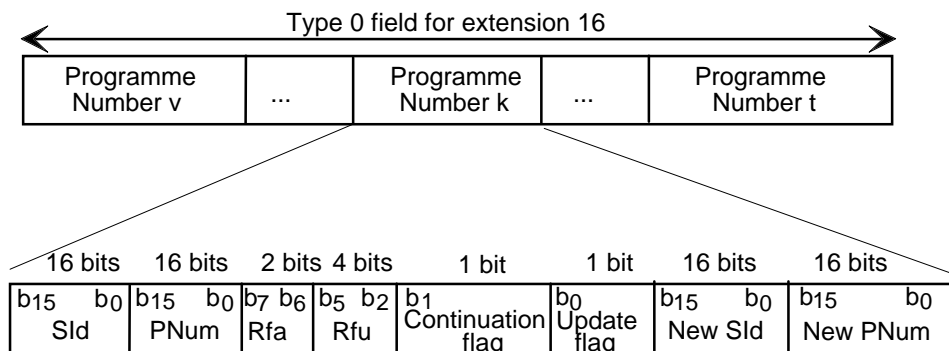 Type 0 field for extension 16
Programme Number v ... Programme Number k ... Programme Number t
16 bits 16 bits 2 bits 4 bits 1 bit 1 bit 16 bits 16 bits
b15 b0 b15 b0 b7 b6 b5 b2 b1 b0 b15 b0 b15 b0
SId PNum Rfa Rfu Continuation flag Update flag New SId New PNum